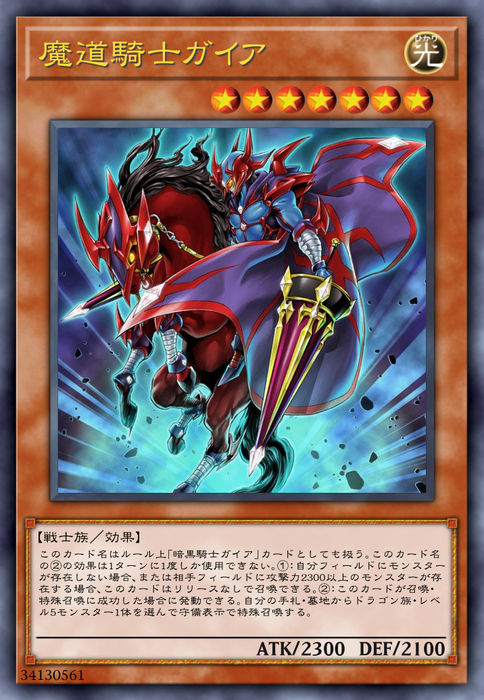 魔道騎士ガイア
ひかり
光
【戦士族／効果】
このカード名はルール上「暗黒騎士ガイア」カードとしても扱う。このカード名
の②の効果は1ターンに1度しか使用できない。①：自分フィールドにモンスター
が存在しない場合、または相手フィールドに攻撃力2300以上のモンスターが
存在する場合、このカードはリリースなしで召喚できる。②：このカードが召喚・
特殊召喚に成功した場合に発動できる。自分の手札・墓地からドラゴン族・レベ
ル5モンスター1体を選んで守備表示で特殊召喚する。
ATK/2300 DEF/2100
34130561